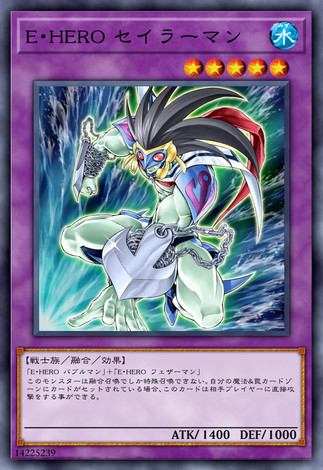 E・HERO セイラーマン
水
【戦士族／融合／効果】
「E・HERO バブルマン」＋「E・HERO フェザーマン」
このモンスターは融合召喚でしか特殊召喚できない。自分の魔法&罠カードゾ
ーンにカードがセットされている場合、このカードは相手プレイヤーに直接攻
撃をする事ができる。
ATK/ 1400 DEF/1000
14225239